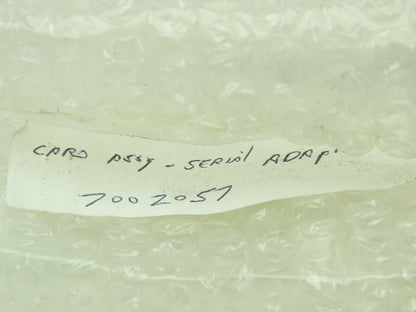 CARD ASSY - SERIAL ADAP.
7002057